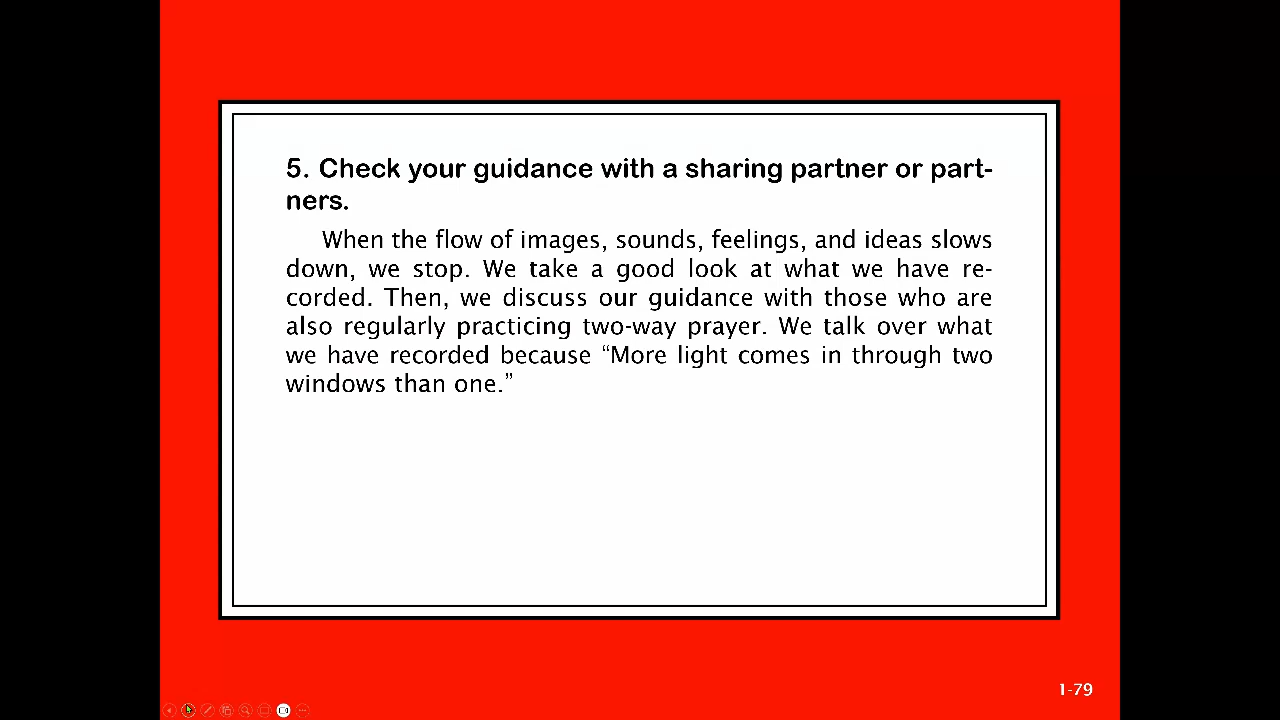 5. Check your guidance with a sharing partner or part-
ners.
When the flow of images, sounds, feelings, and ideas slows
down, we stop. We take a good look at what we have re-
corded. Then, we discuss our guidance with those who are
also regularly practicing two-way prayer. We talk over what
we have recorded because “More light comes in through two
windows than one.”
1-79